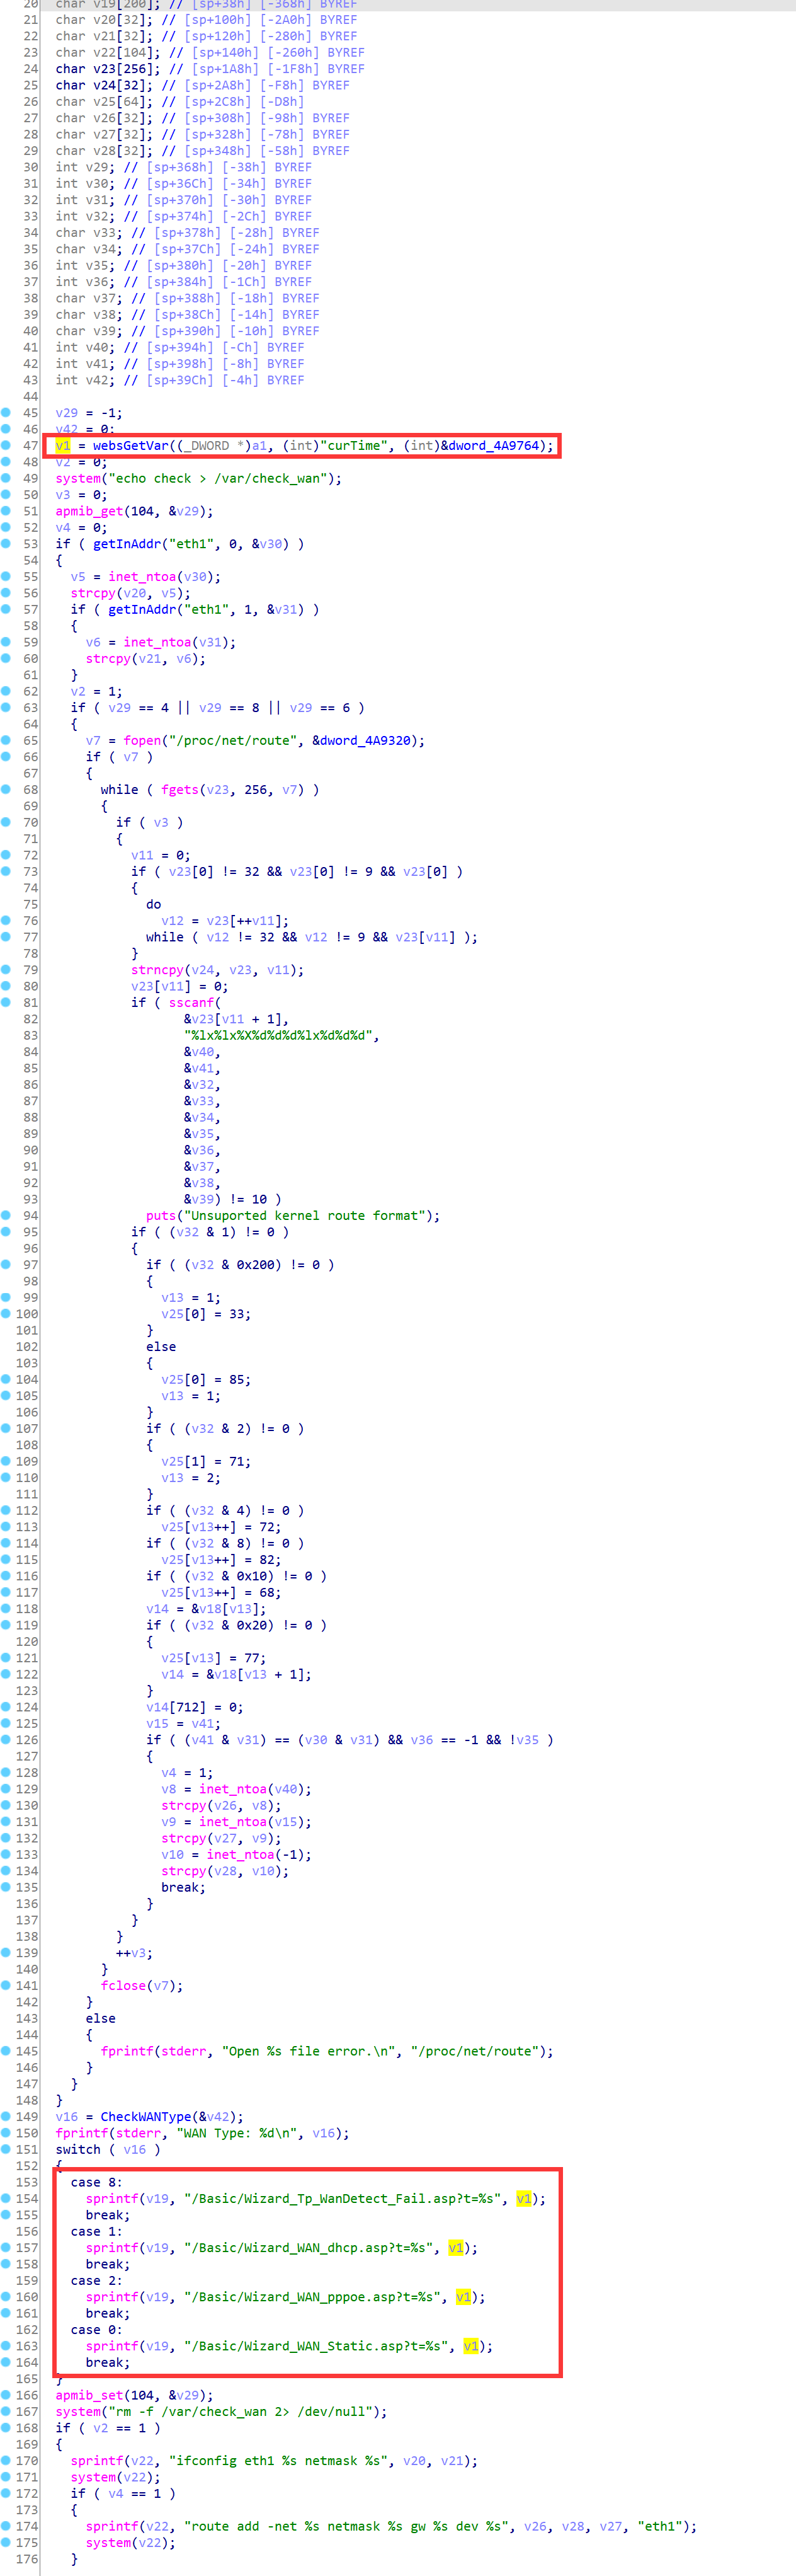 20 char v19[200]; // [sp+38h] [-368h] BYREF
21 char v20[32]; // [sp+100h] [-2A0h] BYREF
22 char v21[32]; // [sp+120h] [-280h] BYREF
23 char v22[104]; // [sp+140h] [-260h] BYREF
24 char v23[256]; // [sp+1A8h] [-1F8h] BYREF
25 char v24[32]; // [sp+2A8h] [-F8h] BYREF
26 char v25[64]; // [sp+2C8h] [-D8h]
27 char v26[32]; // [sp+308h] [-98h] BYREF
28 char v27[32]; // [sp+328h] [-78h] BYREF
29 char v28[32]; // [sp+348h] [-58h] BYREF
30 int v29; // [sp+368h] [-38h] BYREF
31 int v30; // [sp+36Ch] [-34h] BYREF
32 int v31; // [sp+370h] [-30h] BYREF
33 int v32; // [sp+374h] [-2Ch] BYREF
34 char v33; // [sp+378h] [-28h] BYREF
35 char v34; // [sp+37Ch] [-24h] BYREF
36 int v35; // [sp+380h] [-20h] BYREF
37 int v36; // [sp+384h] [-1Ch] BYREF
38 char v37; // [sp+388h] [-18h] BYREF
39 char v38; // [sp+38Ch] [-14h] BYREF
40 char v39; // [sp+390h] [-10h] BYREF
41 int v40; // [sp+394h] [-Ch] BYREF
42 int v41; // [sp+398h] [-8h] BYREF
43 int v42; // [sp+39Ch] [-4h] BYREF
44
45 v29 = -1;
46 v42 = 0;
47 v1 = websGetVar((_DWORD *)a1, (int)"curTime", (int)&dword_4A9764);
48 v2 = 0;
49 system("echo check > /var/check_wan");
50 v3 = 0;
51 apmib_get(104, &v29);
52 v4 = 0;
53 if ( getInAddr("eth1", 0, &v30) )
54 {
55 v5 = inet_ntoa(v30);
56 strcpy(v20, v5);
57 if ( getInAddr("eth1", 1, &v31) )
58 {
59 v6 = inet_ntoa(v31);
60 strcpy(v21, v6);
61 }
62 v2 = 1;
63 if ( v29 == 4 || v29 == 8 || v29 == 6 )
64 {
65 v7 = fopen("/proc/net/route", &dword_4A9320);
66 if ( v7 )
67 {
68 while ( fgets(v23, 256, v7) )
69 {
70 if ( v3 )
71 {
72 v11 = 0;
73 if ( v23[0] != 32 && v23[0] != 9 && v23[0] )
74 {
75 do
76 v12 = v23[++v11];
77 while ( v12 != 32 && v12 != 9 && v23[v11] );
78 }
79 strncpy(v24, v23, v11);
80 v23[v11] = 0;
81 if ( sscanf(
82 &v23[v11 + 1],
83 "%lx%lx%X%d%d%d%lx%d%d%d",
84 &v40,
85 &v41,
86 &v32,
87 &v33,
88 &v34,
89 &v35,
90 &v36,
91 &v37,
92 &v38,
93 &v39) != 10 )
94 puts("Unsuported kernel route format");
95 if ( (v32 & 1) != 0 )
96 {
97 if ( (v32 & 0x200) != 0 )
98 {
99 v13 = 1;
100 v25[0] = 33;
101 }
102 else
103 {
104 v25[0] = 85;
105 v13 = 1;
106 }
107 if ( (v32 & 2) != 0 )
108 {
109 v25[1] = 71;
110 v13 = 2;
111 }
112 if ( (v32 & 4) != 0 )
113 v25[v13++] = 72;
114 if ( (v32 & 8) != 0 )
115 v25[v13++] = 82;
116 if ( (v32 & 0x10) != 0 )
117 v25[v13++] = 68;
118 v14 = &v18[v13];
119 if ( (v32 & 0x20) != 0 )
120 {
121 v25[v13] = 77;
122 v14 = &v18[v13 + 1];
123 }
124 v14[712] = 0;
125 v15 = v41;
126 if ( (v41 & v31) == (v30 & v31) && v36 == -1 && !v35 )
127 {
128 v4 = 1;
129 v8 = inet_ntoa(v40);
130 strcpy(v26, v8);
131 v9 = inet_ntoa(v15);
132 strcpy(v27, v9);
133 v10 = inet_ntoa(-1);
134 strcpy(v28, v10);
135 break;
136 }
137 }
138 }
139 ++v3;
140 }
141 fclose(v7);
142 }
143 else
144 {
145 fprintf(stderr, "Open %s file error.\n", "/proc/net/route");
146 }
147 }
148 }
149 v16 = CheckWANType(&v42);
150 fprintf(stderr, "WAN Type: %d\n", v16);
151 switch ( v16 )
152 {
153 case 8:
154 sprintf(v19, "/Basic/Wizard_Tp_WanDetect_Fail.asp?t=%s", v1);
155 break;
156 case 1:
157 sprintf(v19, "/Basic/Wizard_WAN_dhcp.asp?t=%s", v1);
158 break;
159 case 2:
160 sprintf(v19, "/Basic/Wizard_WAN_pppoe.asp?t=%s", v1);
161 break;
162 case 0:
163 sprintf(v19, "/Basic/Wizard_WAN_Static.asp?t=%s", v1);
164 break;
165 }
166 apmib_set(104, &v29);
167 system("rm -f /var/check_wan 2> /dev/null");
168 if ( v2 == 1 )
169 {
170 sprintf(v22, "ifconfig eth1 %s netmask %s", v20, v21);
171 system(v22);
172 if ( v4 == 1 )
173 {
174 sprintf(v22, "route add -net %s netmask %s gw %s dev %s", v26, v28, v27, "eth1");
175 system(v22);
176 }